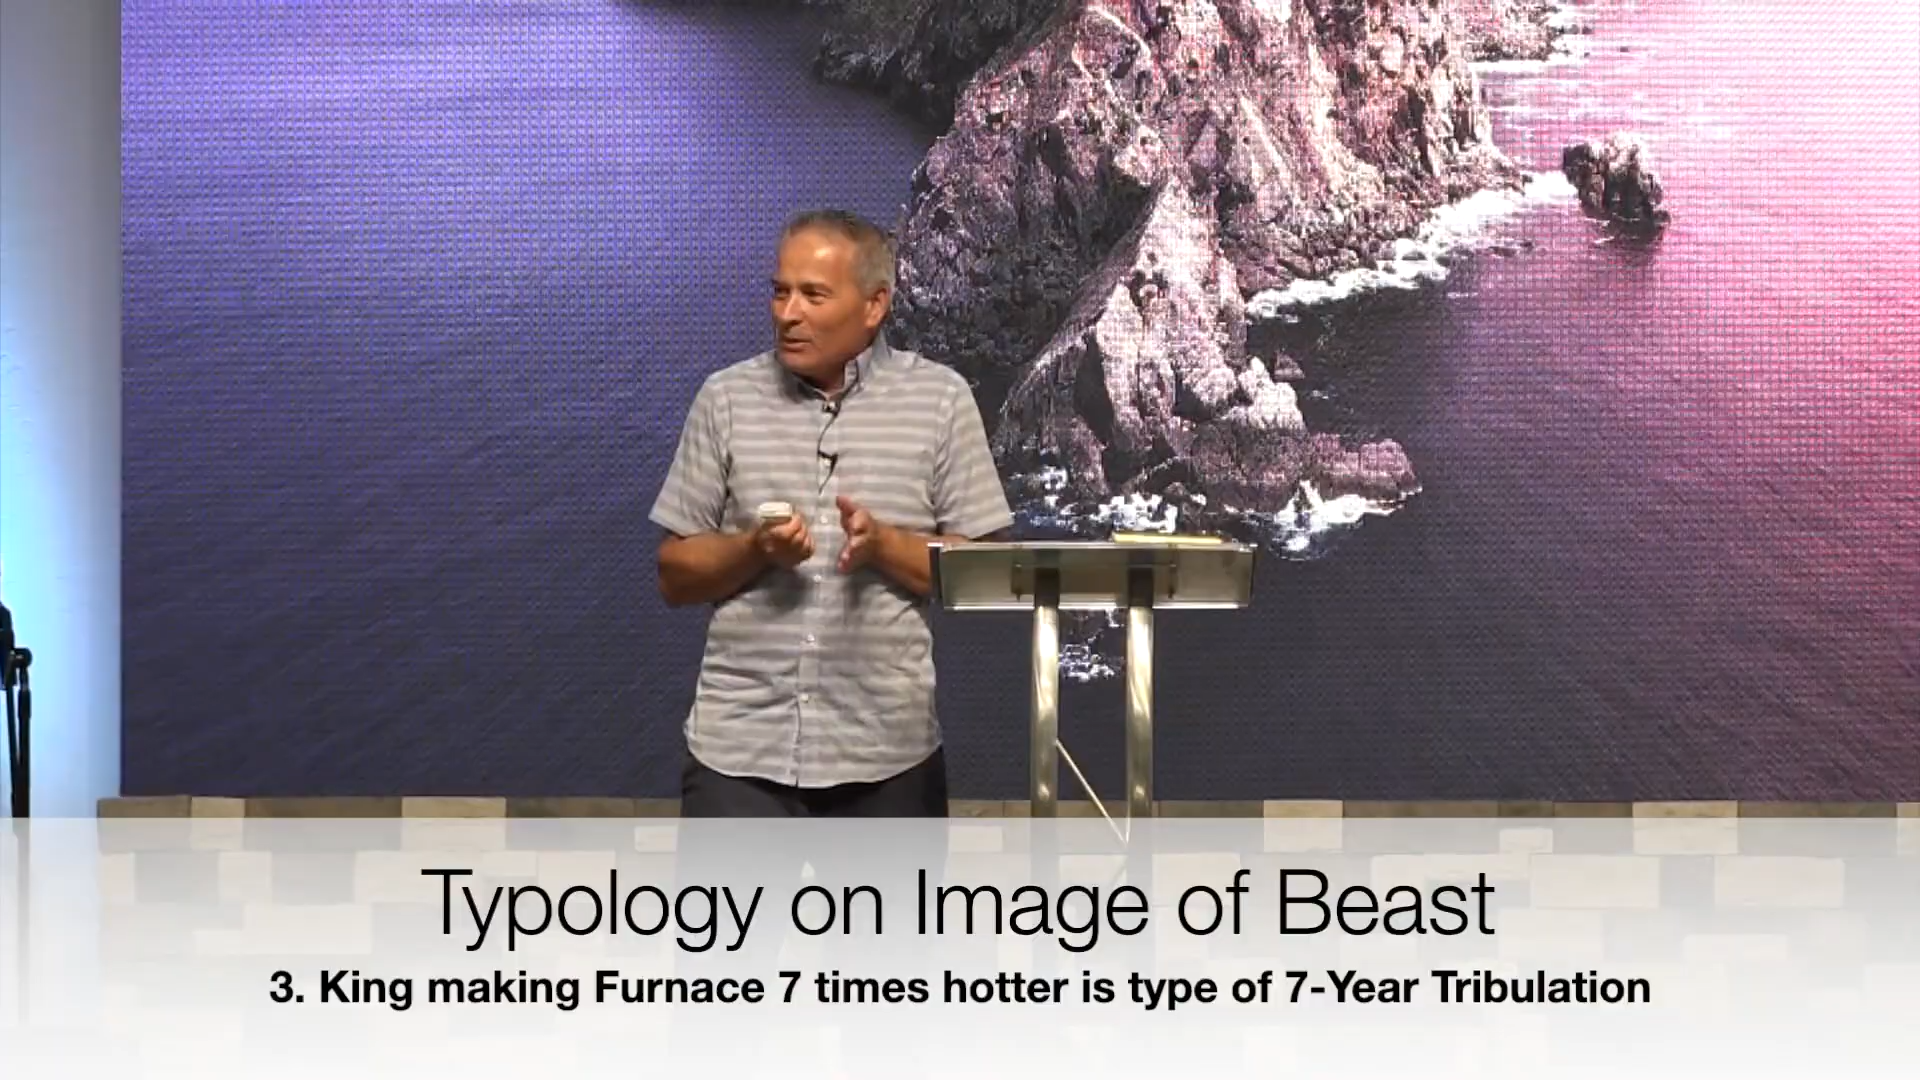 Typology on Image of Beast
3. King making Furnace 7 times hotter is type of 7-Year Tribulation